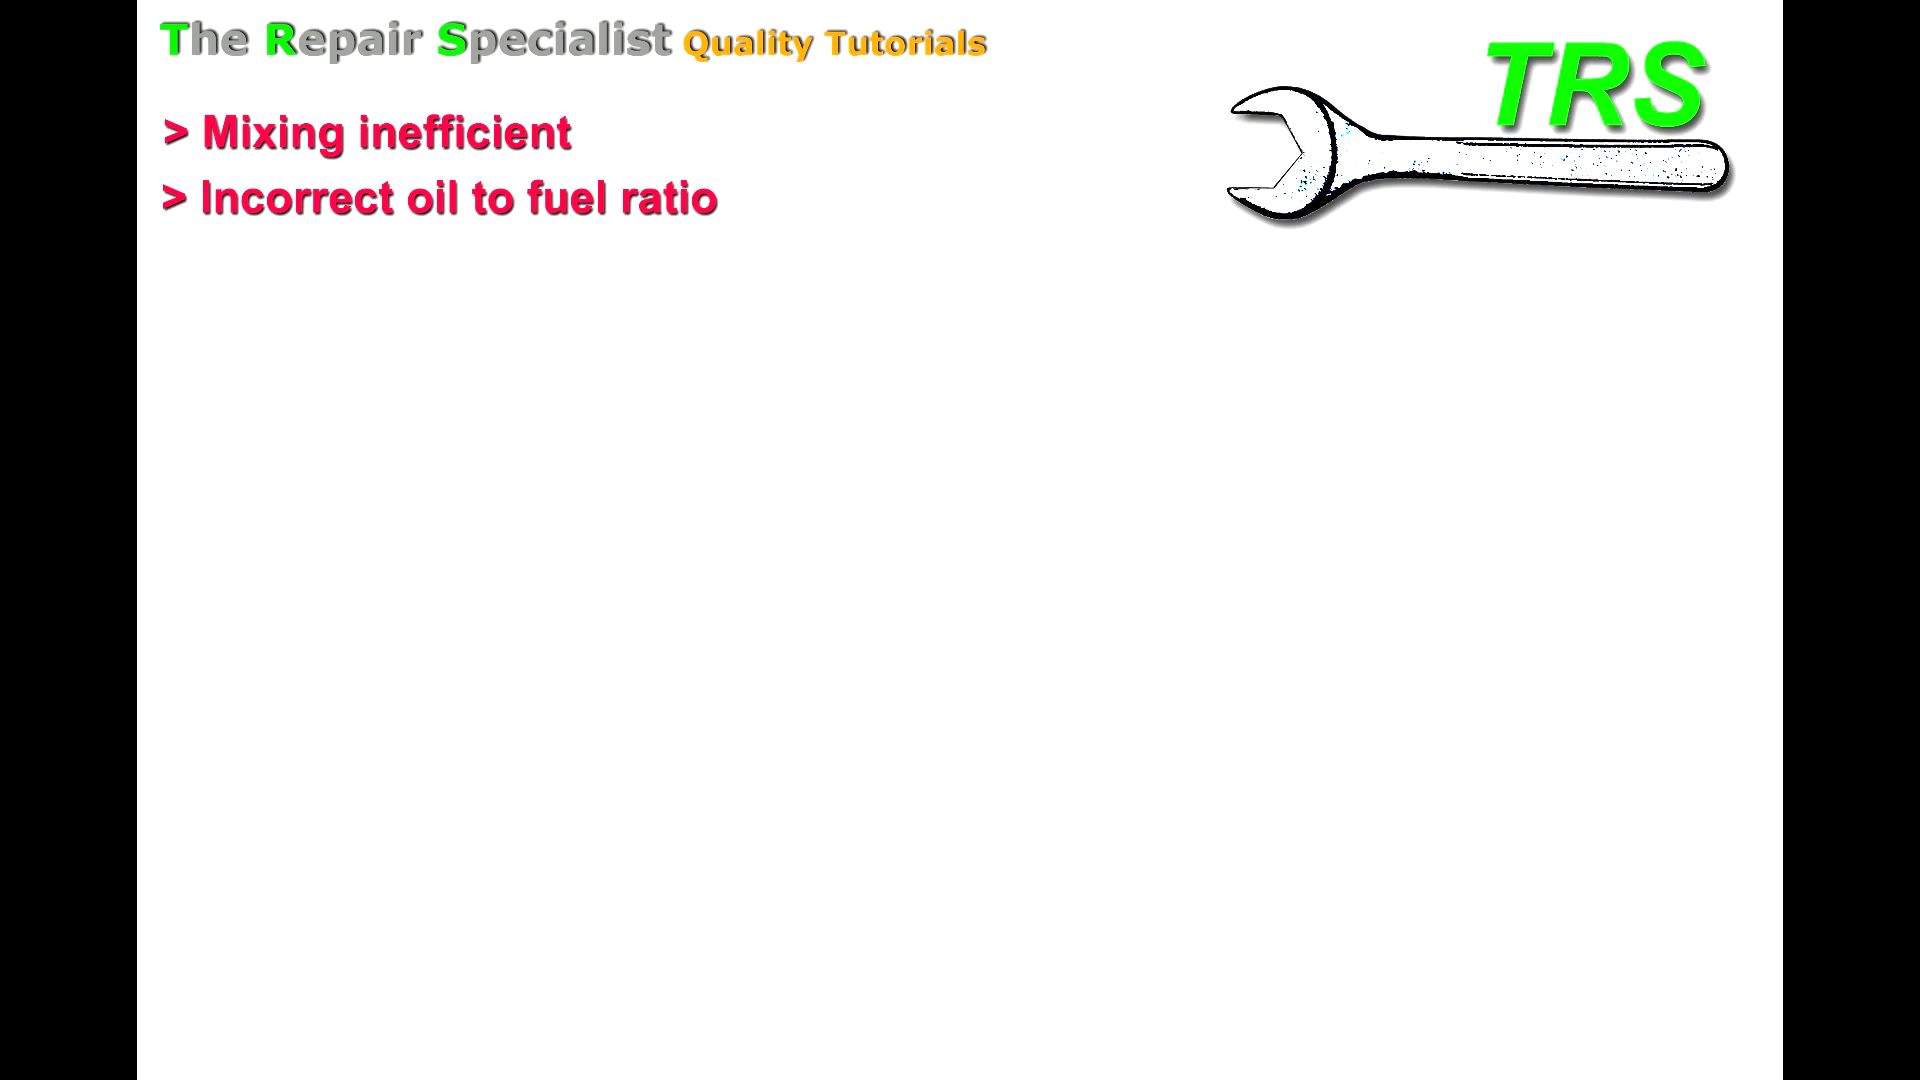 The Repair Specialist Quality Tutorials
TRS
> Mixing inefficient
> Incorrect oil to fuel ratio